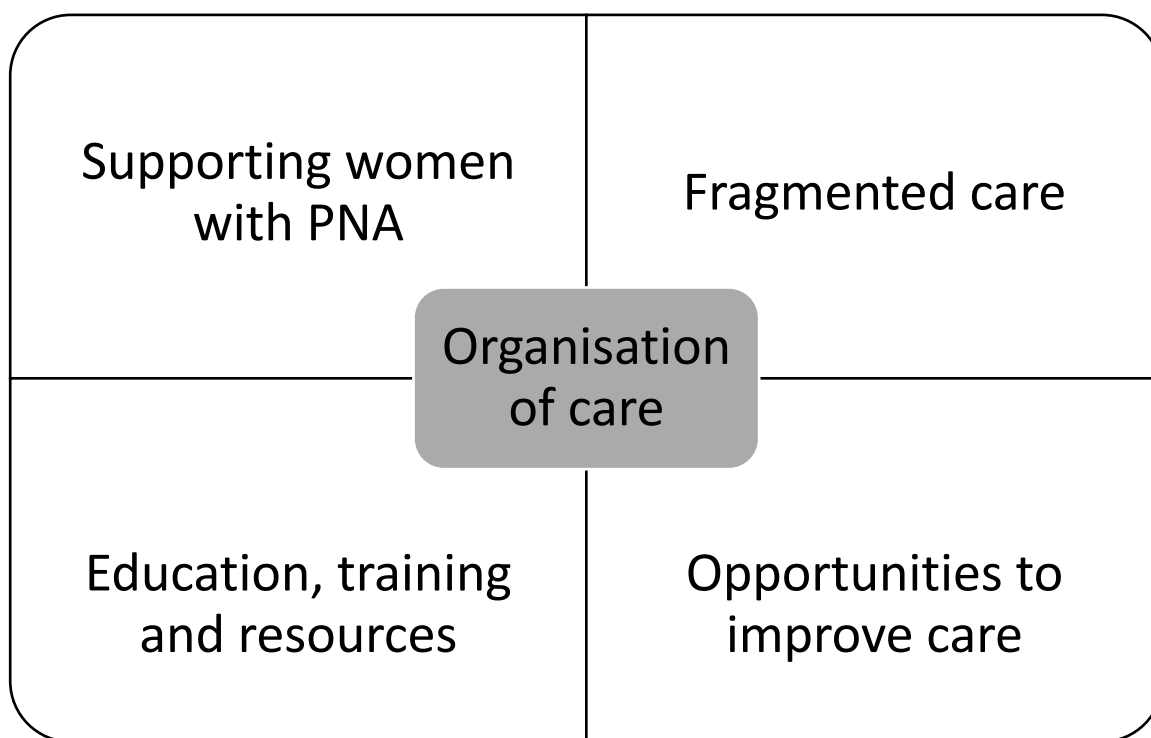 Supporting women
with PNA
Fragmented care
Organisation
of care
Education, training
and resources
Opportunities to
improve care